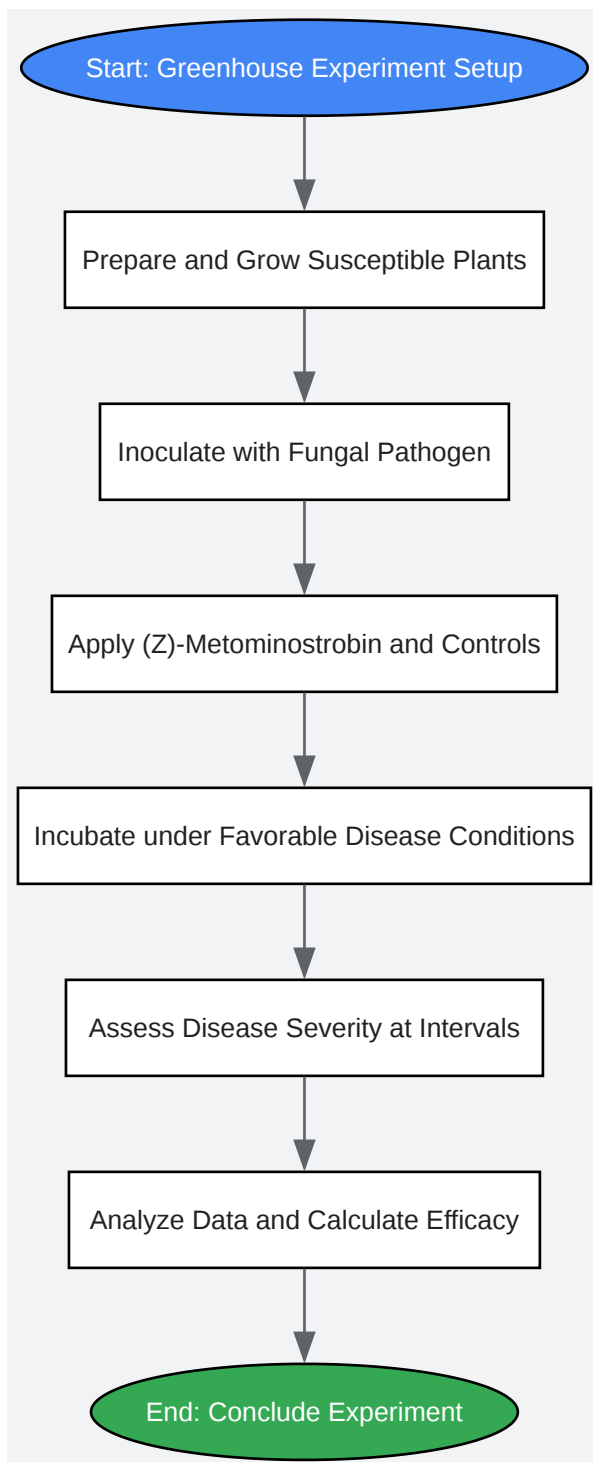 Start: Greenhouse Experiment Setup
Prepare and Grow Susceptible Plants
Inoculate with Fungal Pathogen
Apply (Z)-Metominostrobin and Controls
Incubate under Favorable Disease Conditions
Assess Disease Severity at Intervals
Analyze Data and Calculate Efficacy
End: Conclude Experiment